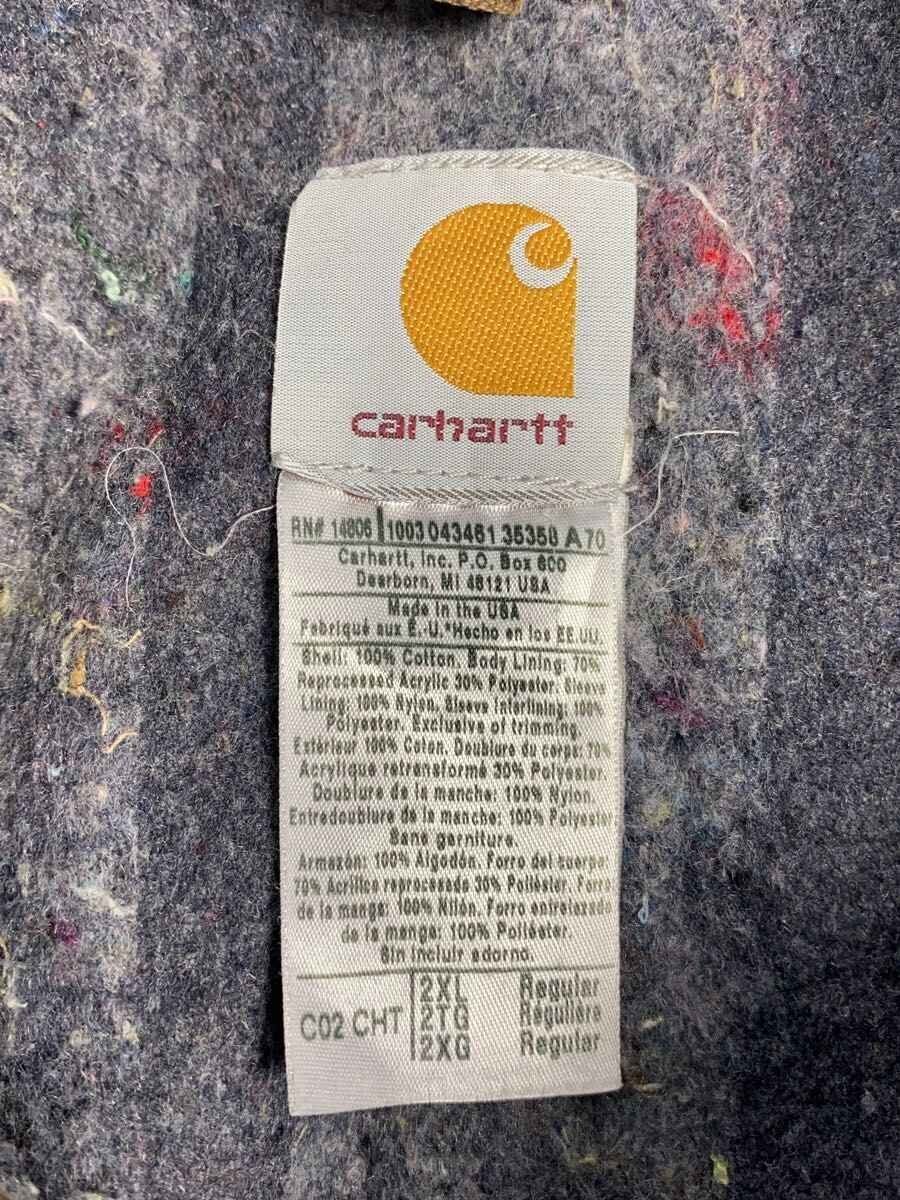 carhartt
RN# 14806 1003 043461 35358 A 70
Carhartt, Inc. P.O. Box 600
Dearborn, MI 48121 USA
Made in the USA
Fabriqué aux É.-U.*Hecho en los EE.UU.
Shell: 100% Cotton. Body Lining: 70%
Reprocessed Acrylic 30% Polyester. Sleeve
Lining: 100% Nylon. Sleeve Interlining: 100%
Polyester. Exclusive of trimming.
Extérieur 100% Coton. Doublure du corps: 70%
Acrylique retransformé 30% Polyester.
Doublure de la manche: 100% Nylon.
Entredoublure de la manche: 100% Polyester
Sans garniture.
Armazón: 100% Algodón. Forro del cuerpo:
70% Acrílico reprocesado 30% Poliéster. Forro
de la manga: 100% Nilón. Forro entrelazado
de la manga: 100% Poliéster.
Sin incluir adorno.
C02 CHT 2XL Regular
2TG Régulière
2XG Regular